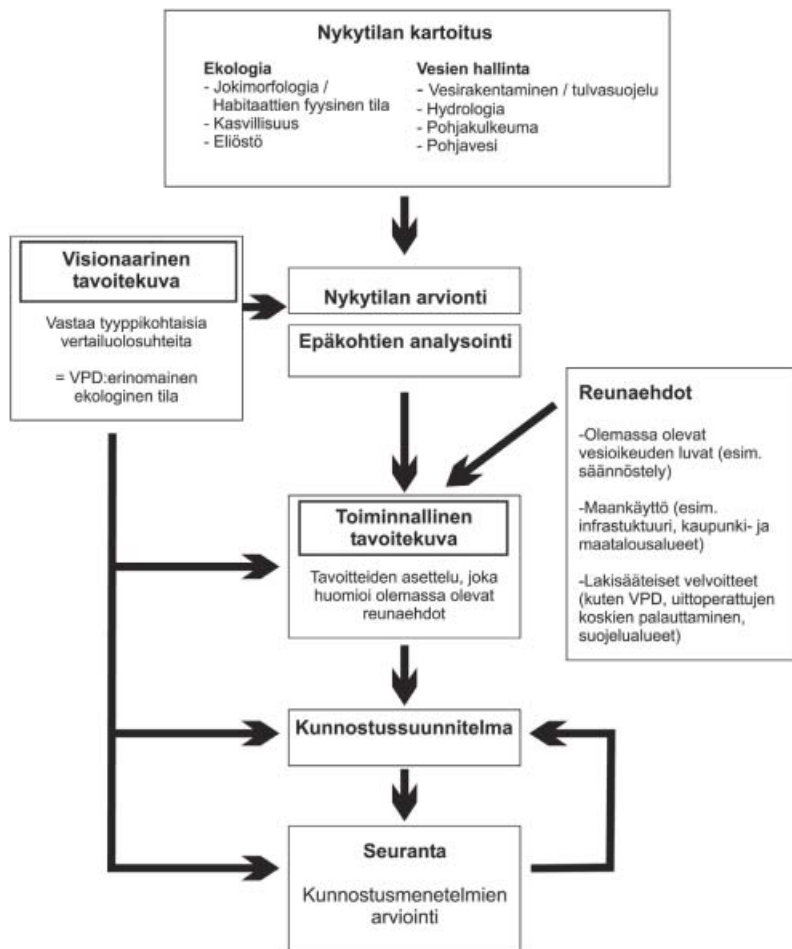 Nykytilan kartoitus
Ekologia
- Jokimorfologia /
Habitaattien fyysinen tila
- Kasvillisuus
- Eliöstö
Vesien hallinta
- Vesirakentaminen / tulvasuojelu
- Hydrologia
- Pohjakulkeuma
- Pohjavesi
Visionaarinen
tavoitekuva
Vastaa tyyppikohtaisia
vertailuolosuhteita
= VPD:erinomainen
ekologinen tila
Nykytilan arvionti
Epäkohtien analysointi
Reunaehdot
-Olemassa olevat
vesioikeuden luvat (esim.
säännöstely)
-Maankäyttö (esim.
infrastuktuuri, kaupunki- ja
maatalousalueet)
-Lakisääteiset velvoitteet
(kuten VPD, uittoperattujen
koskien palauttaminen,
suojelualueet)
Toiminnallinen
tavoitekuva
Tavoitteiden asettelu, joka
huomioi olemassa olevat
reunaehdot
Kunnostussuunnitelma
Seuranta
Kunnostusmenetelmien
arviointi